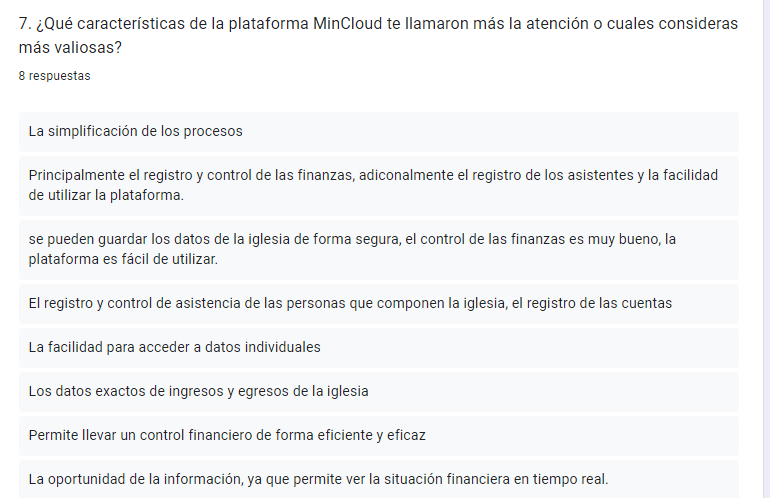 7. ¿Qué características de la plataforma MinCloud te llamaron más la atención o cuales consideras
más valiosas?
8 respuestas
La simplificación de los procesos
Principalmente el registro y control de las finanzas, adiconalmente el registro de los asistentes y la facilidad
de utilizar la plataforma.
se pueden guardar los datos de la iglesia de forma segura, el control de las finanzas es muy bueno, la
plataforma es fácil de utilizar.
El registro y control de asistencia de las personas que componen la iglesia, el registro de las cuentas
La facilidad para acceder a datos individuales
Los datos exactos de ingresos y egresos de la iglesia
Permite llevar un control financiero de forma eficiente y eficaz
La oportunidad de la información, ya que permite ver la situación financiera en tiempo real.